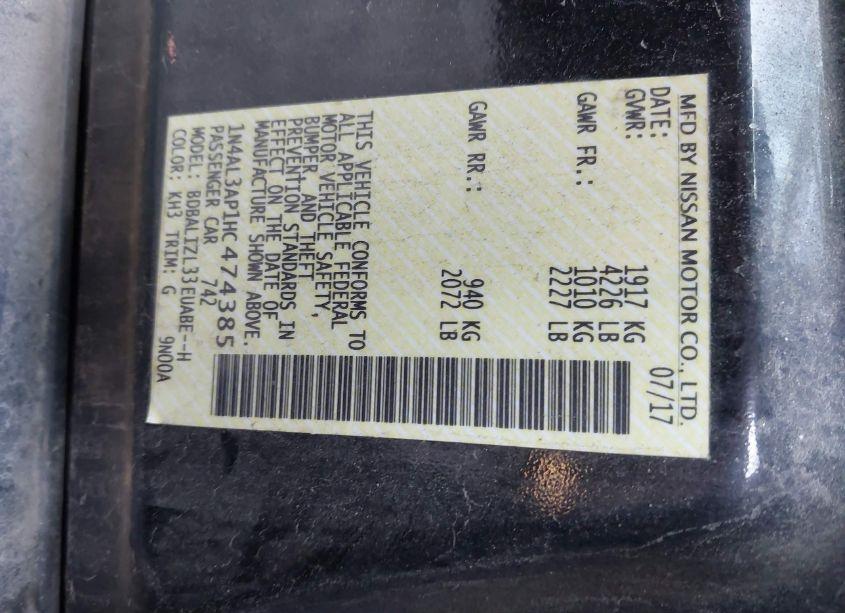 MFD BY NISSAN MOTOR CO., LTD.
DATE: 07/17
GVWR: 1917 KG
4226 LB
GAWR FR.: 1010 KG
2227 LB
GAWR RR.: 940 KG
2072 LB
THIS VEHICLE CONFORMS TO
ALL APPLICABLE FEDERAL
MOTOR VEHICLE SAFETY,
BUMPER, AND THEFT
PREVENTION STANDARDS IN
EFFECT ON THE DATE OF
MANUFACTURE SHOWN ABOVE.
1N4AL3AP1HC474385
PASSENGER CAR 742
MODEL: BDBALIZL33EUABE--H
COLOR: KH3 TRIM: G 9N00A